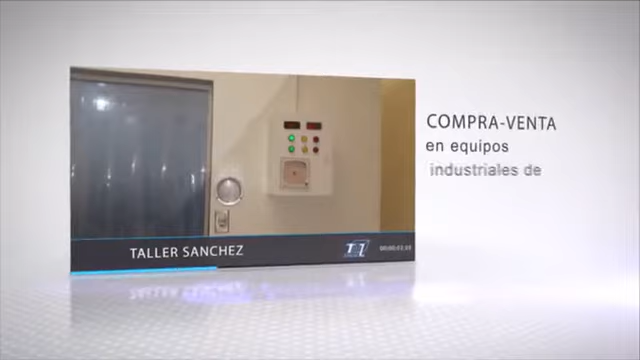 COMPRA-VENTA
en equipos
industriales de
TALLER SANCHEZ